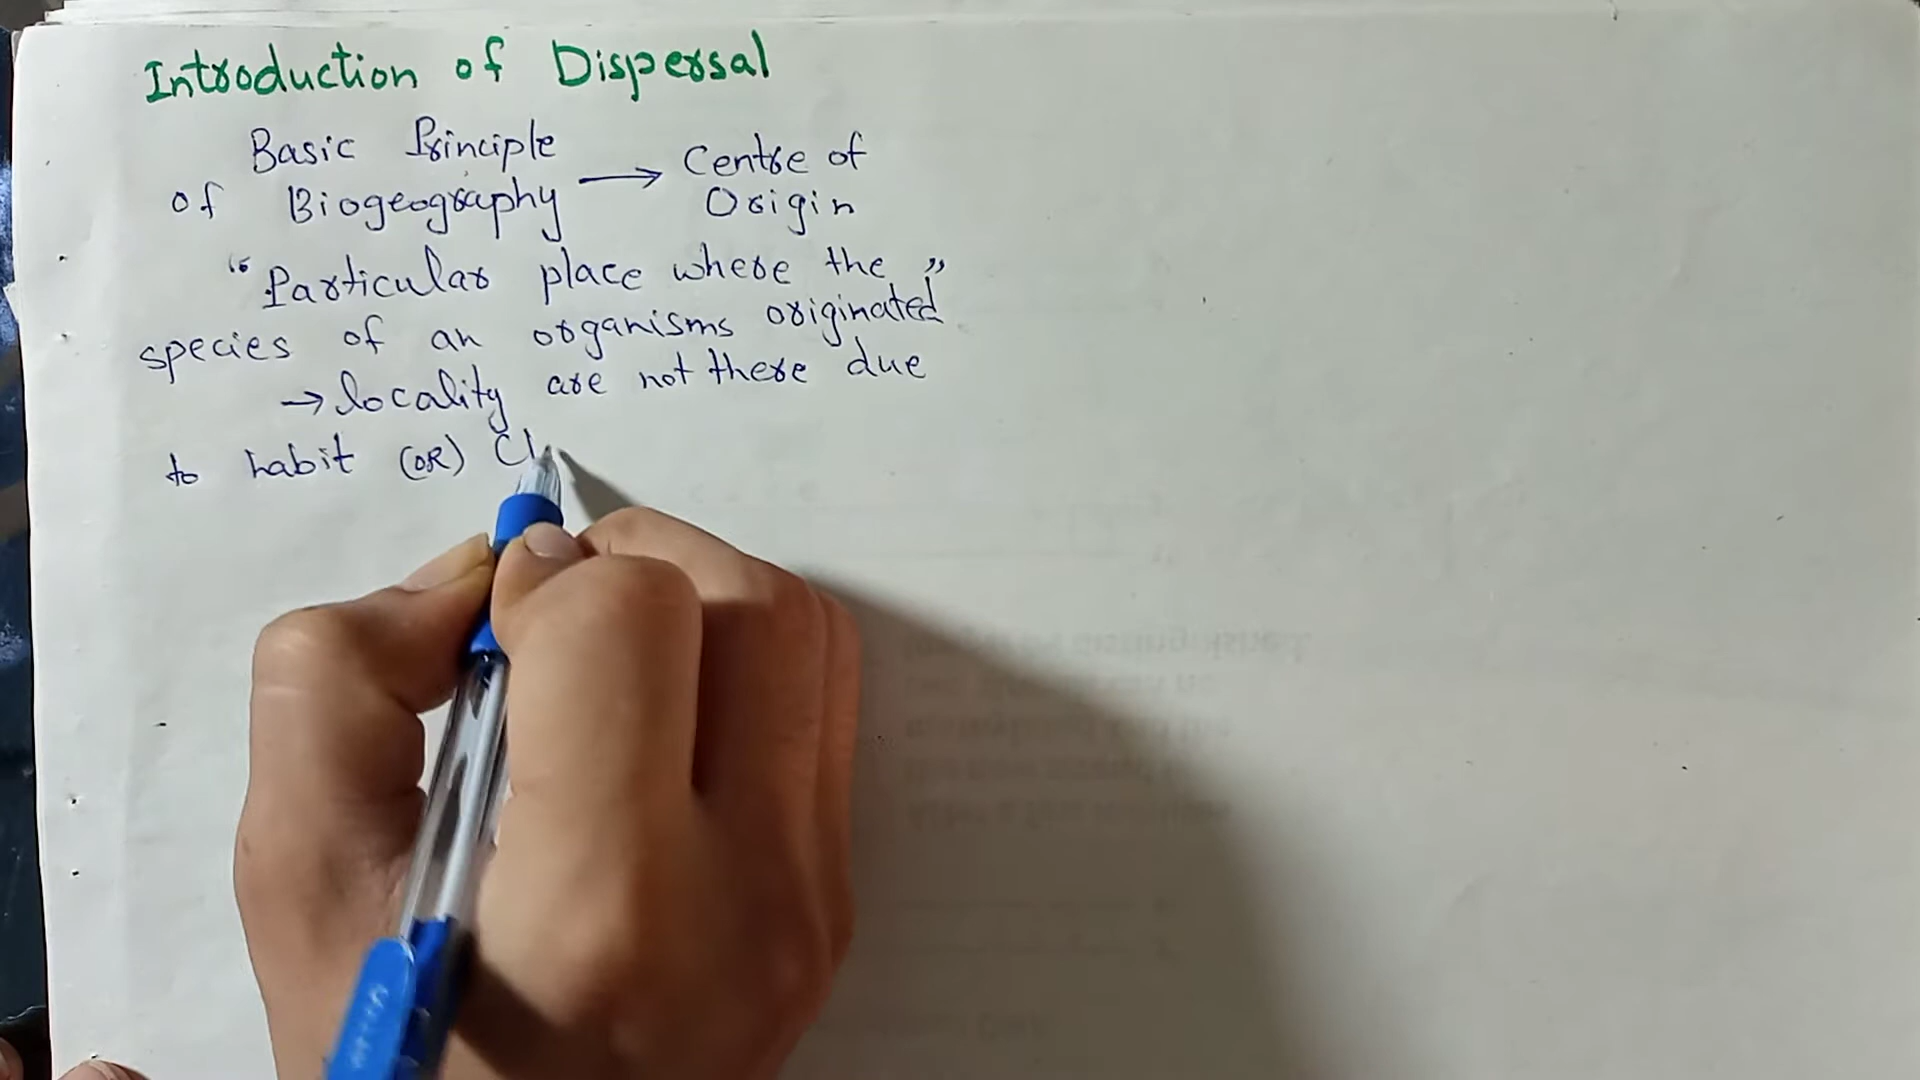 Introduction of Dispersal
Basic Principle
of Biogeography → Centre of
Origin
“Particular place where the”
species of an organisms originated
→ locality are not there due
to habit (OR) Cl